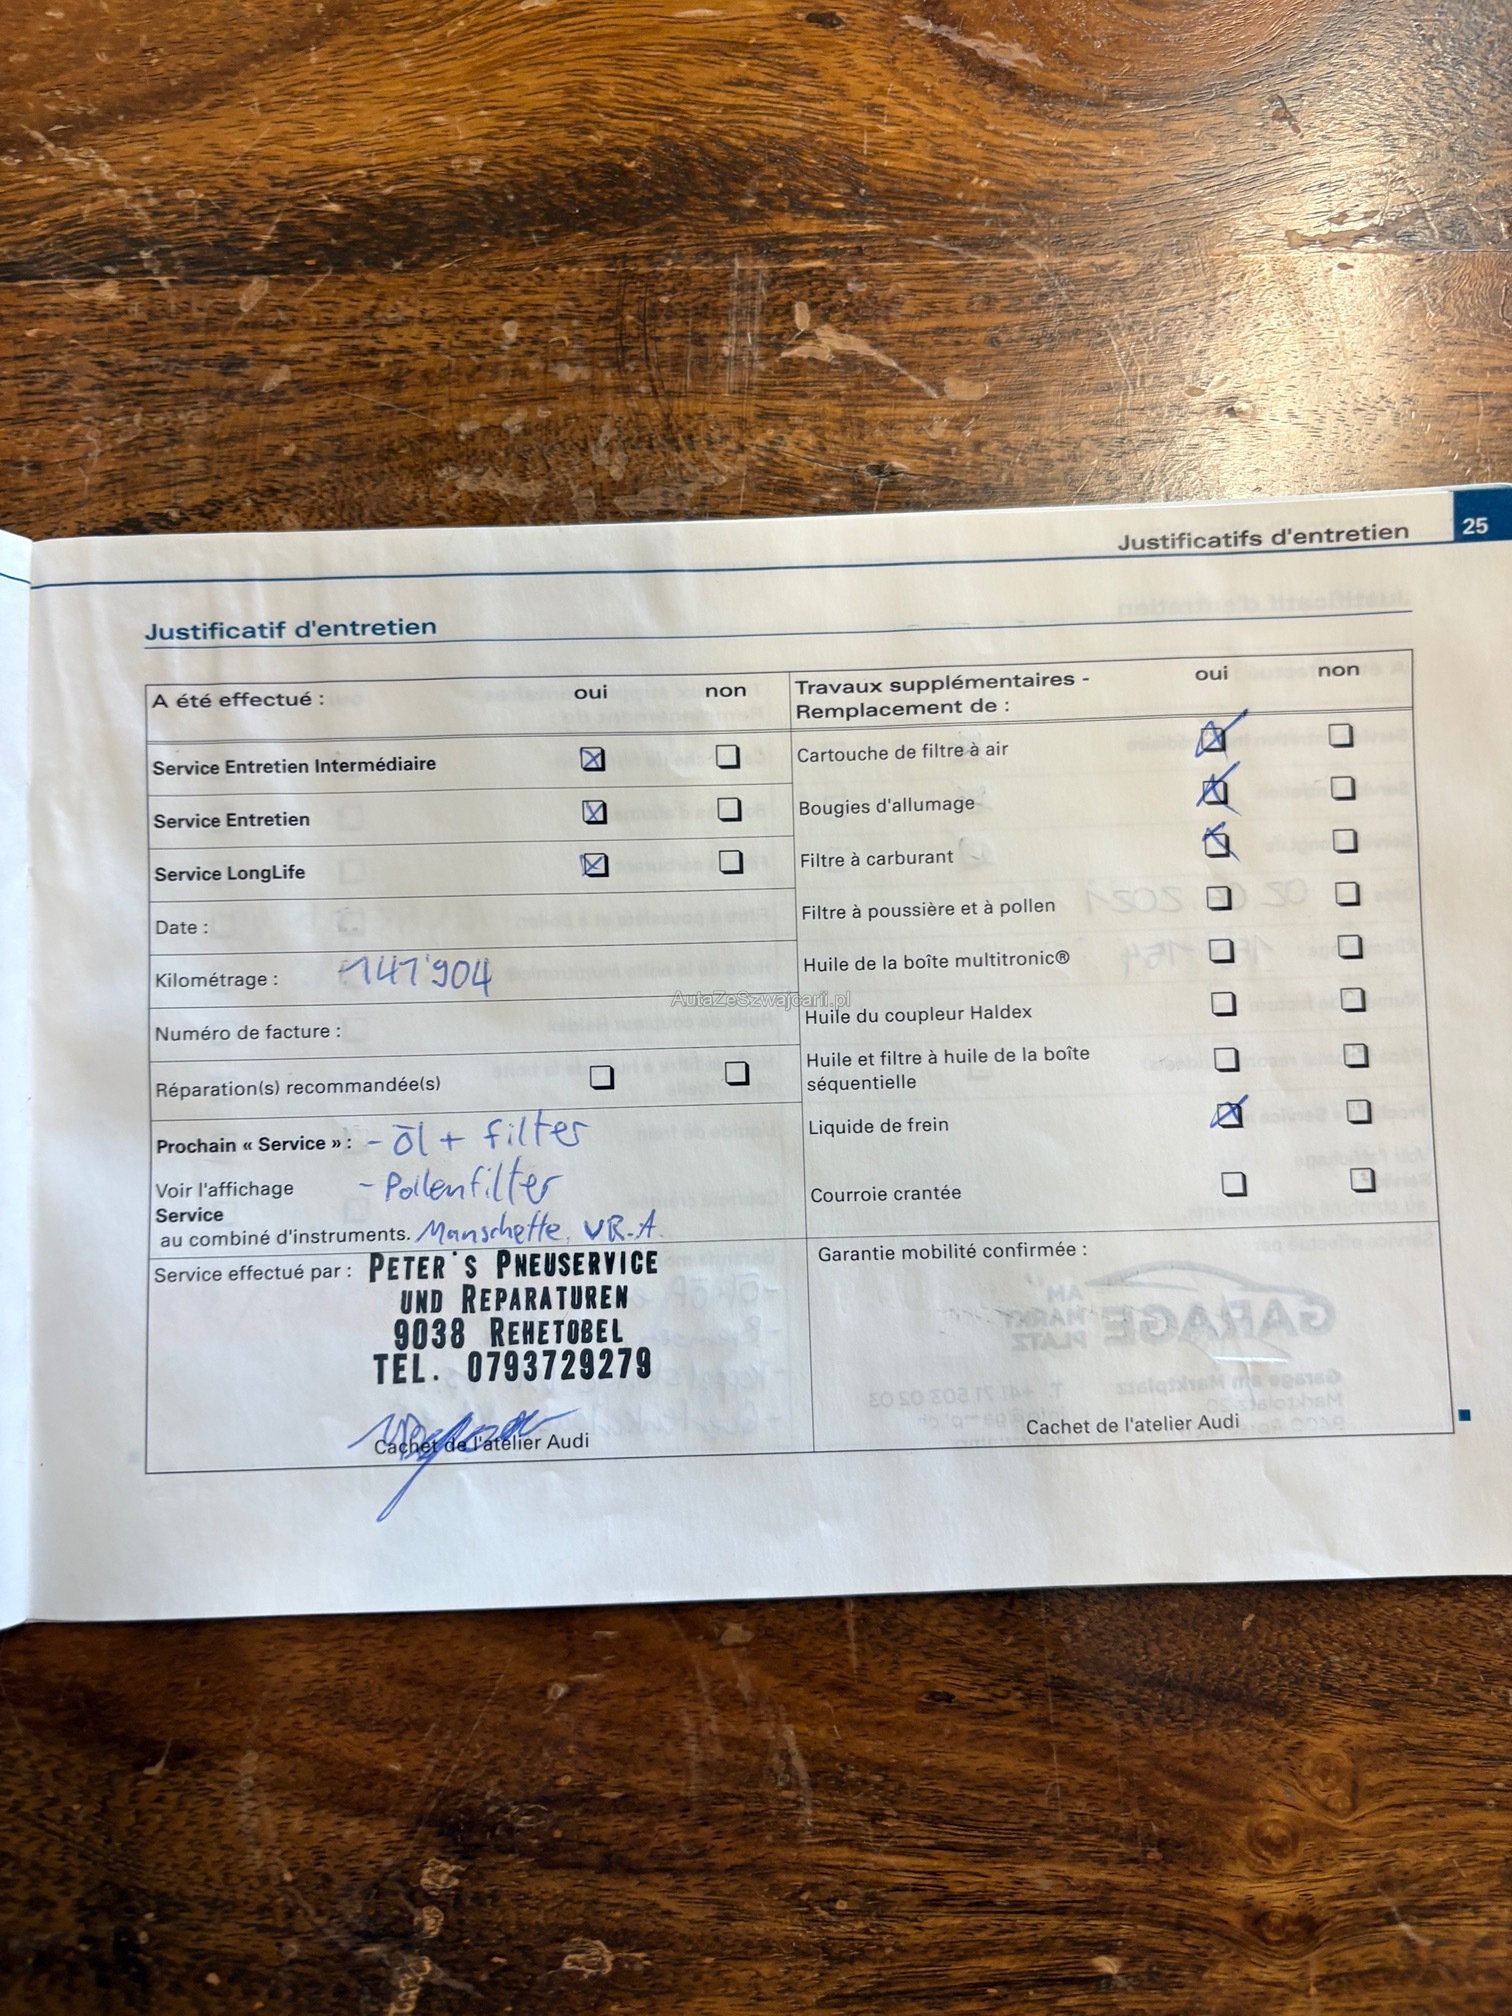 Justificatifs d'entretien 25
Justificatif d'entretien
A été effectué : oui non
Service Entretien Intermédiaire
Service Entretien
Service LongLife
Date :
Kilométrage : 141'904
Numéro de facture :
Réparation(s) recommandée(s)
Prochain « Service » : - Öl + filter
Voir l'affichage - Pollenfilter
Service
au combiné d'instruments. Manschette VR-A
Service effectué par : PETER'S PNEUSERVICE
UND REPARATUREN
9038 REHETOBEL
TEL. 0793729279
Cachet de l'atelier Audi
Travaux supplémentaires - oui non
Remplacement de :
Cartouche de filtre à air
Bougies d'allumage
Filtre à carburant
Filtre à poussière et à pollen
Huile de la boîte multitronic®
Huile du coupleur Haldex
Huile et filtre à huile de la boîte
séquentielle
Liquide de frein
Courroie crantée
Garantie mobilité confirmée :
Cachet de l'atelier Audi
AutaZeSzwajcarii.pl